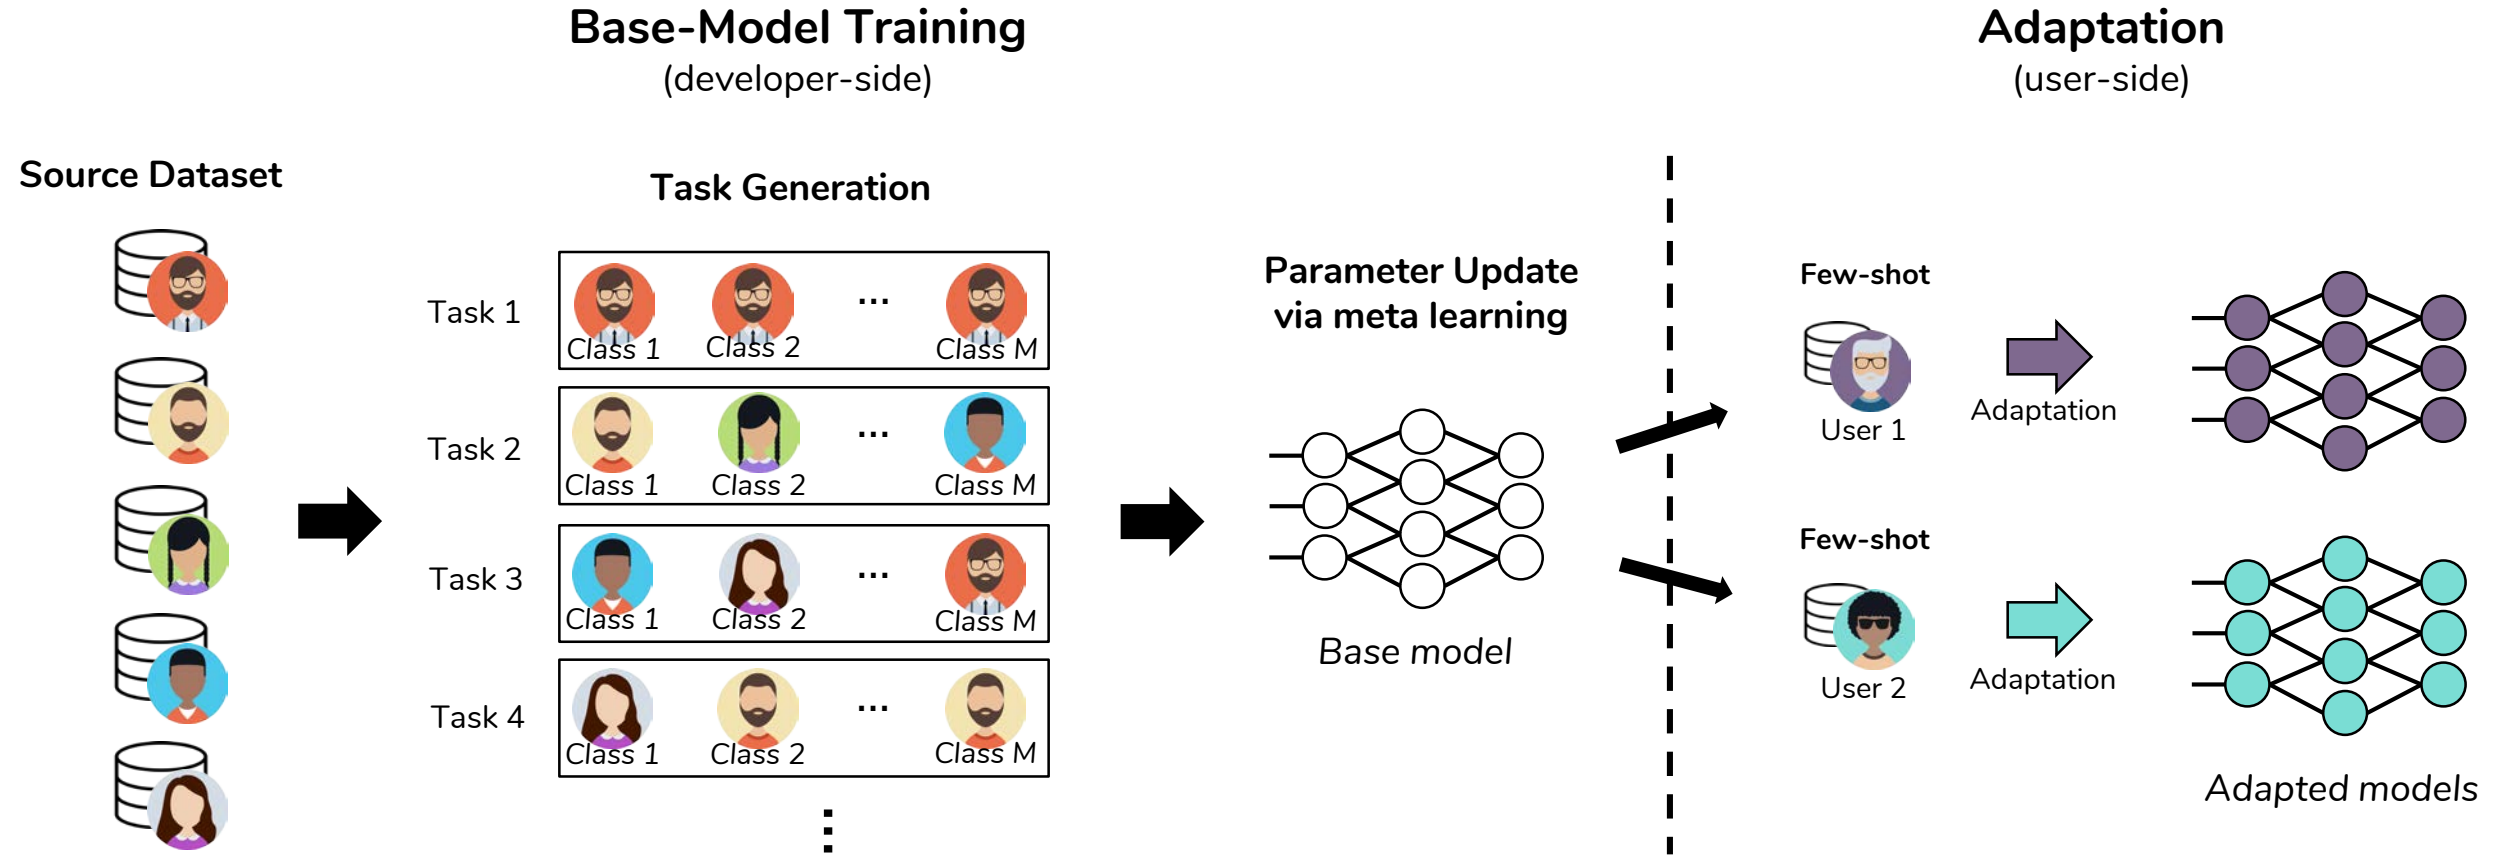 Base-Model Training
(developer-side)
Adaptation
(user-side)
Source Dataset
Task Generation
Task 1
Class 1
Class 2
...
Class M
Task 2
Class 1
Class 2
...
Class M
Task 3
Class 1
Class 2
...
Class M
Task 4
Class 1
Class 2
...
Class M
Parameter Update
via meta learning
Base model
Few-shot
User 1
Adaptation
Few-shot
User 2
Adaptation
Adapted models